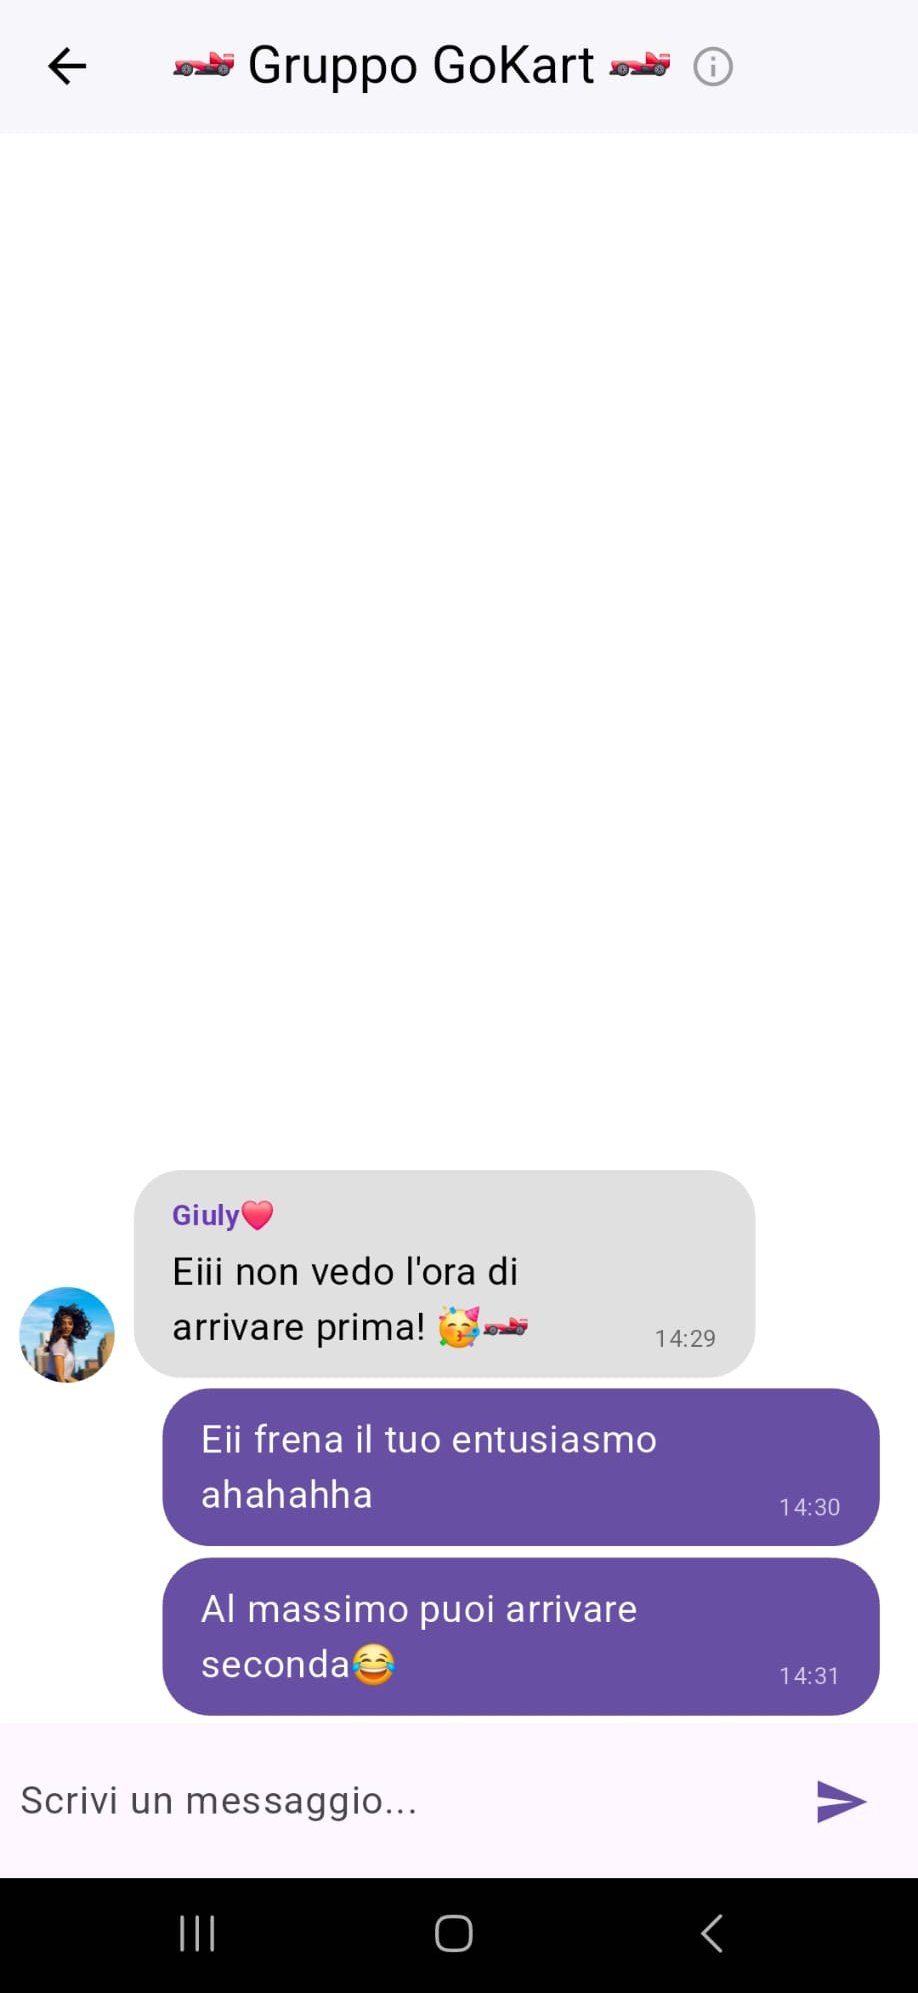 🏎️ Gruppo GoKart 🏎️
Giuly❤️
Eiii non vedo l'ora di
arrivare prima! 🥳🏎️
14:29
Eii frena il tuo entusiasmo
ahahahha
14:30
Al massimo puoi arrivare
seconda😂
14:31
Scrivi un messaggio...